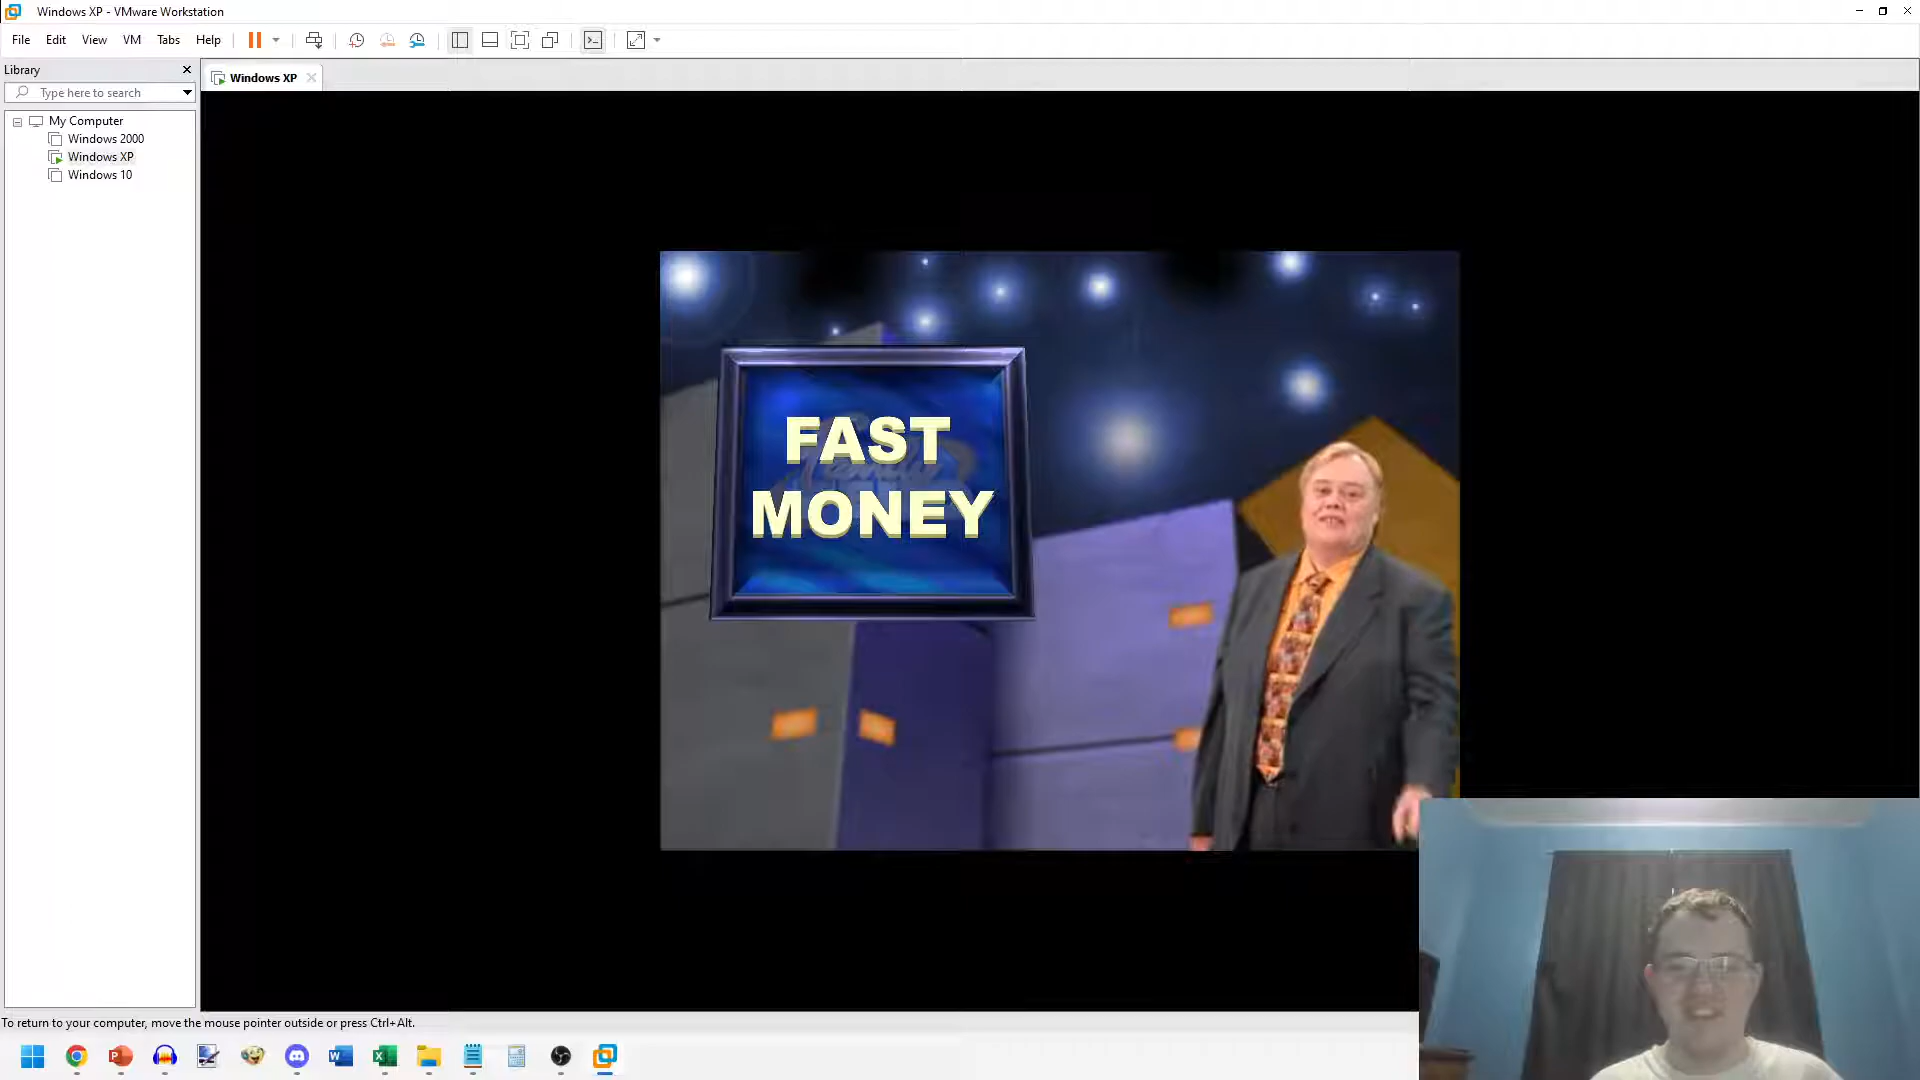 Windows XP - VMware Workstation
File Edit View VM Tabs Help
Library
Type here to search
Windows XP
My Computer
Windows 2000
Windows XP
Windows 10
FAST
MONEY
To return to your computer, move the mouse pointer outside or press Ctrl+Alt.